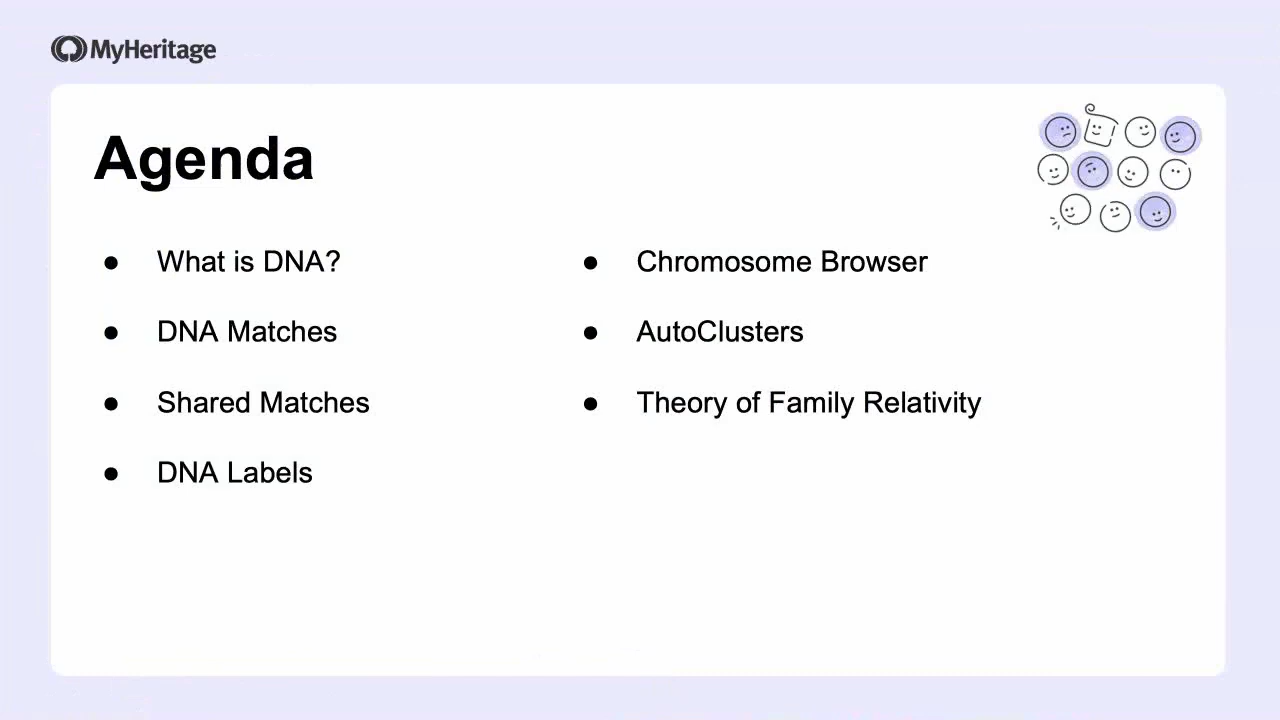 MyHeritage
Agenda
● What is DNA?
● DNA Matches
● Shared Matches
● DNA Labels
● Chromosome Browser
● AutoClusters
● Theory of Family Relativity